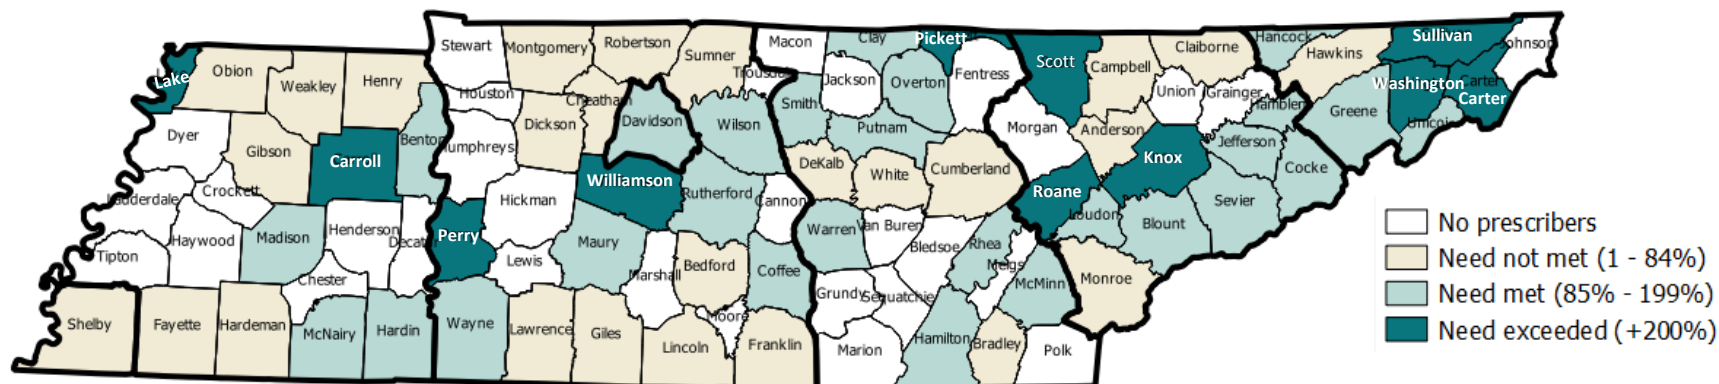 Stewart
Montgomery
Robertson
Sumner
Macon
Clay
Pickett
Scott
Campbell
Claiborne
Hancock
Hawkins
Sullivan
Johnson
Lake
Obion
Weakley
Henry
Houston
Cheatham
Trousdale
Jackson
Overton
Fentress
Union
Grainger
Hamblen
Washington
Carter
Carter
Dyer
Gibson
Carroll
Benton
Humphreys
Dickson
Davidson
Wilson
Smith
Putnam
Morgan
Anderson
Knox
Jefferson
Greene
Unicoi
Lauderdale
Crockett
Williamson
Rutherford
Cannon
DeKalb
White
Cumberland
Roane
Loudon
Blount
Sevier
Cocke
Tipton
Haywood
Madison
Henderson
Decatur
Perry
Hickman
Lewis
Maury
Marshall
Bedford
Coffee
Warren
Van Buren
Bledsoe
Rhea
Meigs
McMinn
Monroe
Chester
Shelby
Fayette
Hardeman
McNairy
Hardin
Wayne
Lawrence
Giles
Lincoln
Moore
Franklin
Grundy
Sequatchie
Marion
Hamilton
Bradley
Polk
No prescribers
Need not met (1 - 84%)
Need met (85% - 199%)
Need exceeded (+200%)